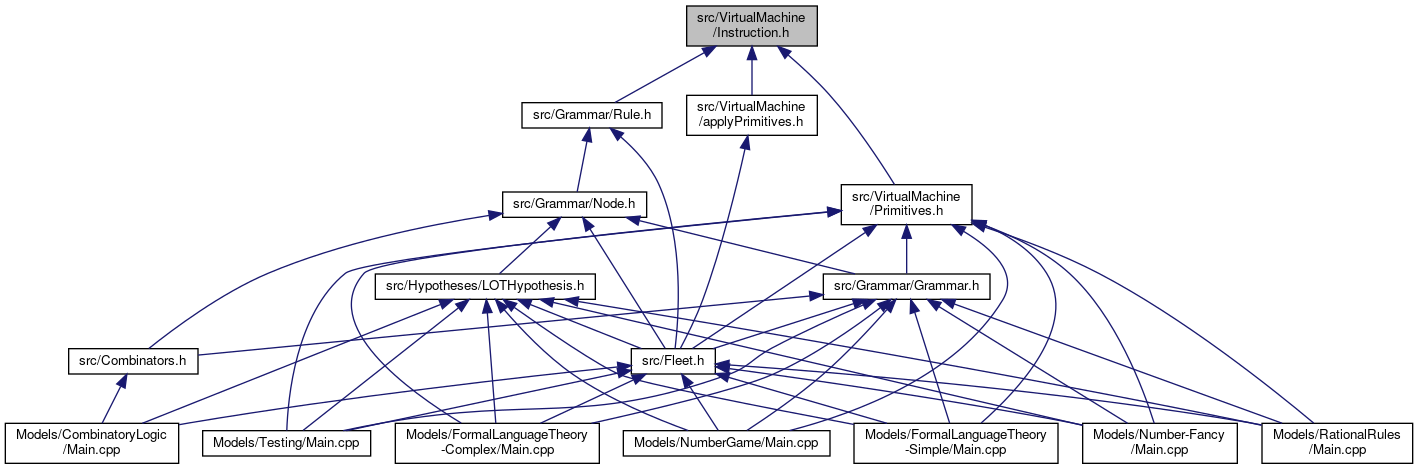 src/VirtualMachine
/Instruction.h
src/Grammar/Rule.h
src/VirtualMachine
/applyPrimitives.h
src/Grammar/Node.h
src/VirtualMachine
/Primitives.h
src/Hypotheses/LOTHypothesis.h
src/Grammar/Grammar.h
src/Combinators.h
src/Fleet.h
Models/CombinatoryLogic
/Main.cpp
Models/Testing/Main.cpp
Models/FormalLanguageTheory
-Complex/Main.cpp
Models/NumberGame/Main.cpp
Models/FormalLanguageTheory
-Simple/Main.cpp
Models/Number-Fancy
/Main.cpp
Models/RationalRules
/Main.cpp